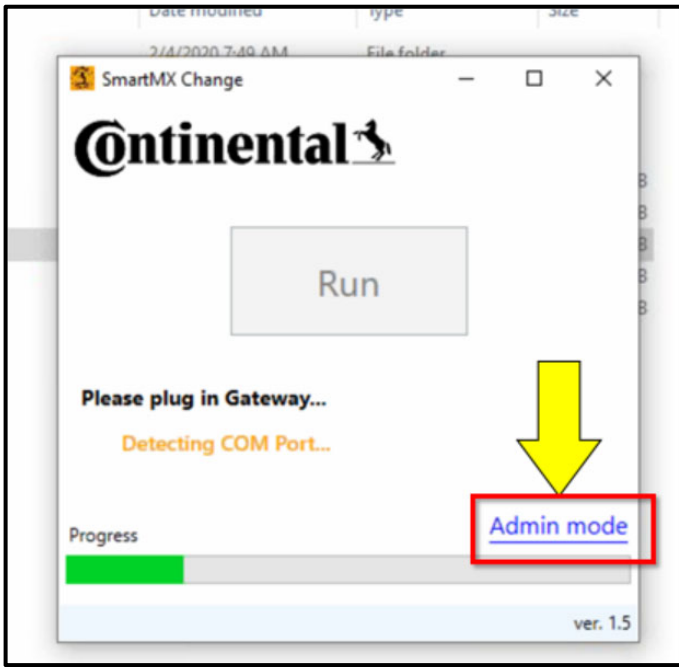 Date modified Type Size
2/4/2020 7:49 AM File folder
SmartMX Change
Continental
B
B
B
B
B
Run
Please plug in Gateway...
Detecting COM Port...
Admin mode
Progress
ver. 1.5